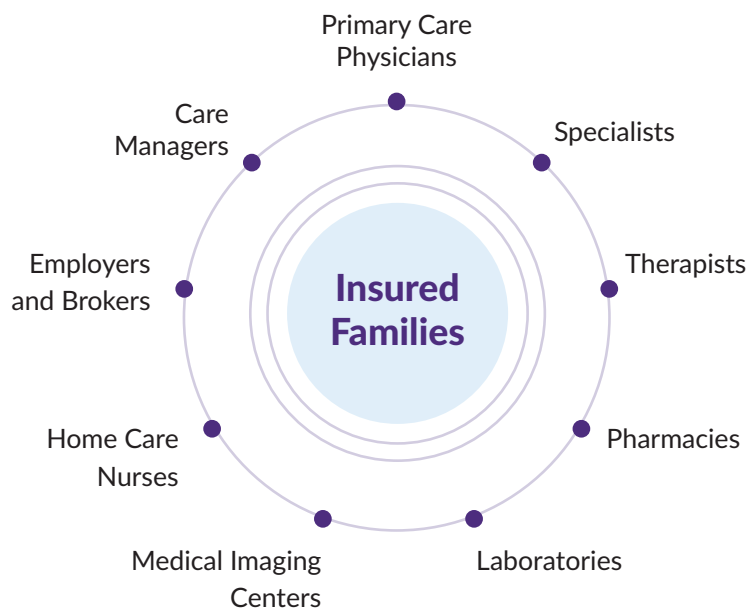 Primary Care
Physicians
Care
Managers
Specialists
Employers
and Brokers
Insured
Families
Therapists
Home Care
Nurses
Pharmacies
Medical Imaging
Centers
Laboratories